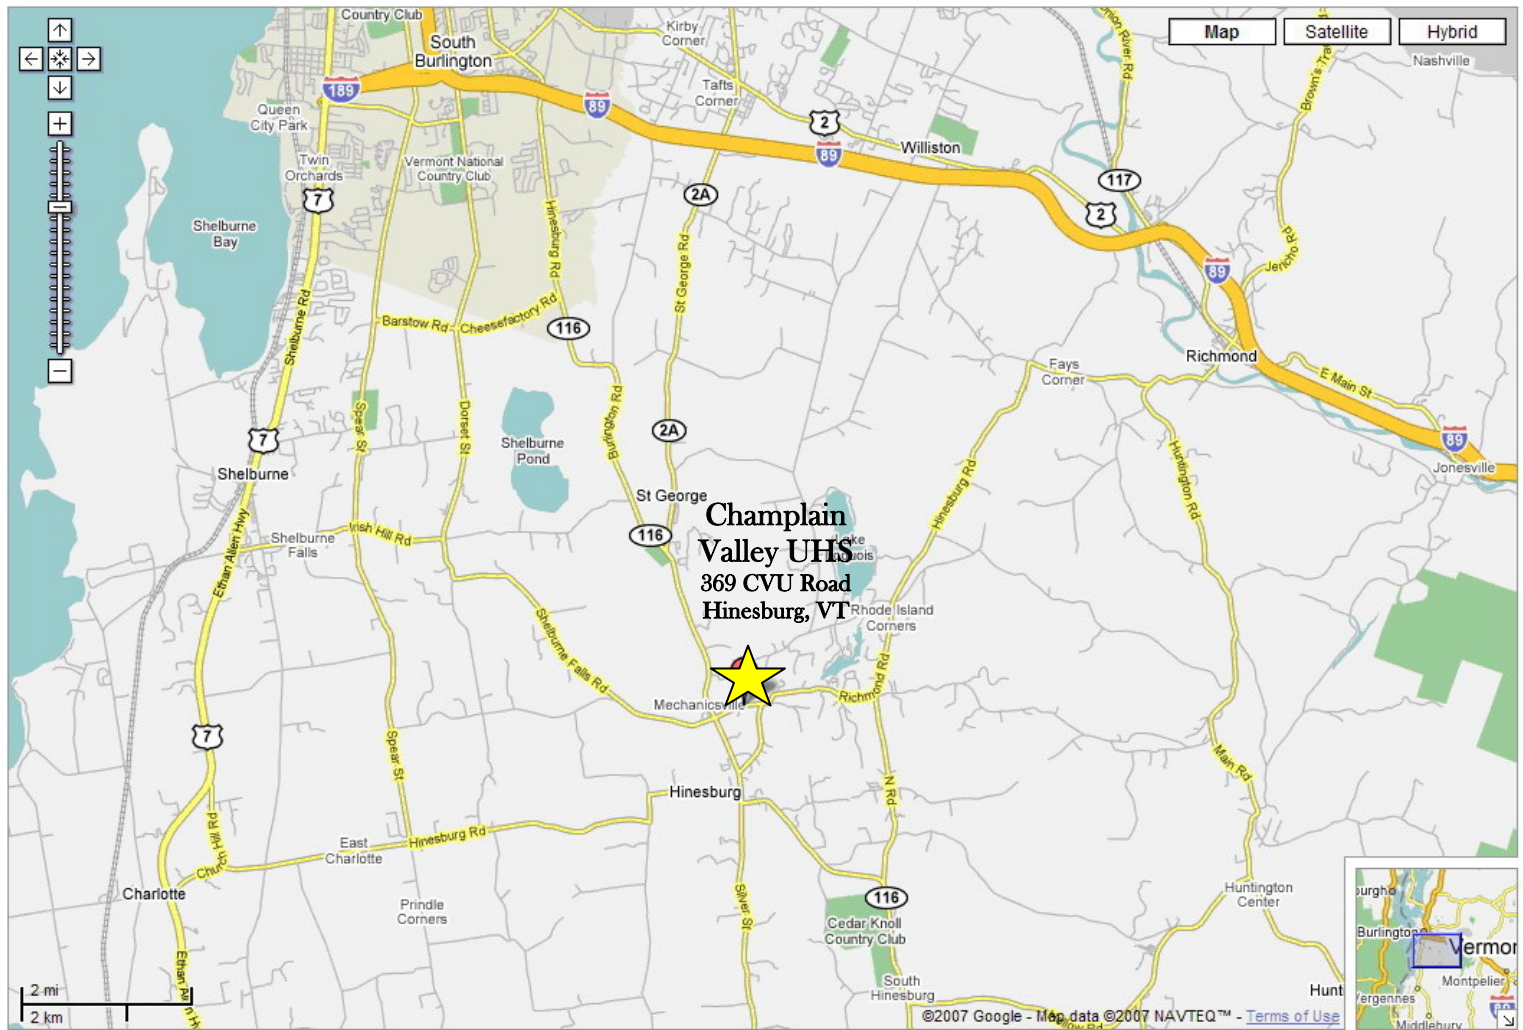 Country Club
South
Burlington
Kirby
Corner
Map
Satellite
Hybrid
Nashville
189
89
Tafts
Corner
Queen
City Park
2
Williston
89
Twin
Orchards
Vermont National
Country Club
117
7
2A
2
Shelburne
Bay
Hinesburg Rd
St George Rd
89
Jericho Rd
Shelburne Rd
Barstow Rd
Cheesefactory Rd
116
Richmond
Fays
Corner
E Main St
Spear St
Dorset St
Burlington Rd
7
2A
89
Shelburne
Pond
Jonesville
Shelburne
Hinesburg Rd
Huntington Rd
St George
Champlain
Valley UHS
369 CVU Road
Hinesburg, VT
116
Ethan Allen Hwy
Shelburne
Falls
Irish Hill Rd
Rhode Island
Corners
Shelburne Falls Rd
Mechanicsville
Richmond Rd
7
Spear St
Main Rd
N Rd
Hinesburg
Hinesburg Rd
East
Charlotte
Charlotte
Silver St
116
Huntington
Center
Prindle
Corners
Cedar Knoll
Country Club
Burlington
Vermon
Montpelier
South
Hinesburg
Hunt
2 mi
2 km
©2007 Google - Map data ©2007 NAVTEQ™ - Terms of Use
Middlebury